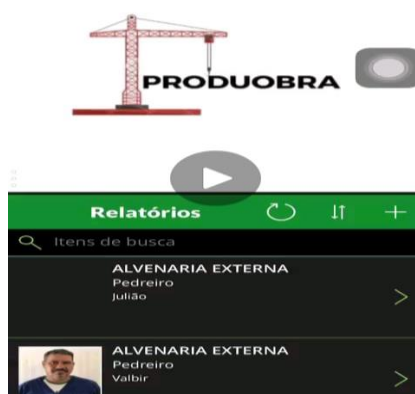 PRODUOBRA
Relatórios
Itens de busca
ALVENARIA EXTERNA
Pedreiro
Julião
ALVENARIA EXTERNA
Pedreiro
Valbir